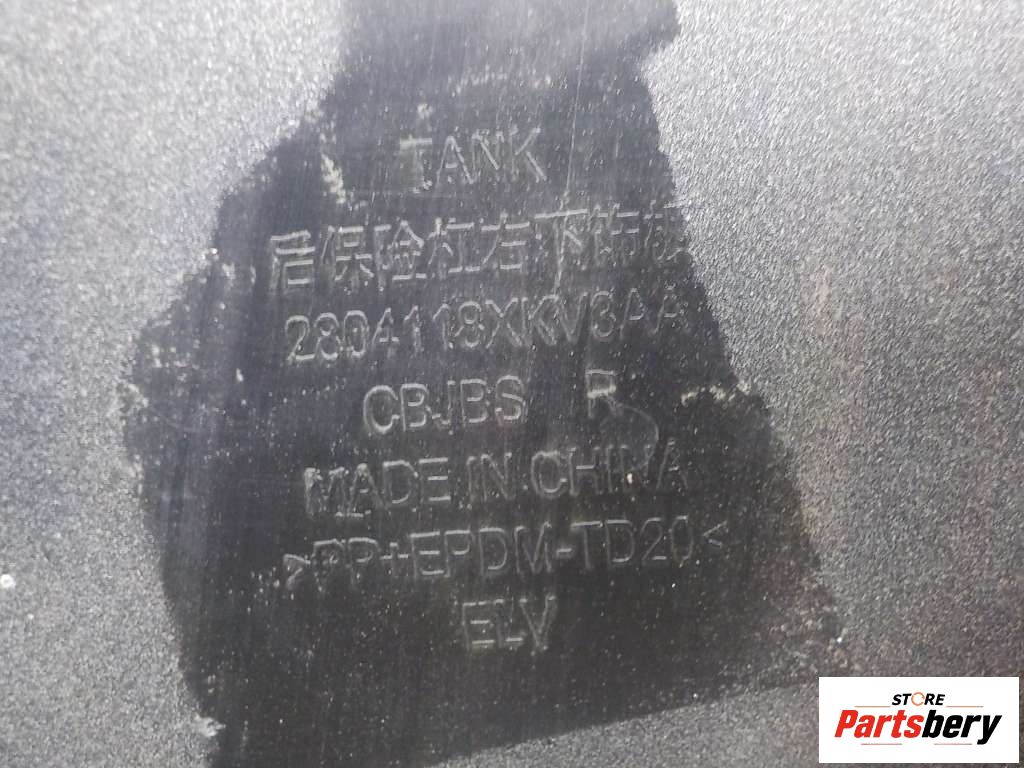 TANK
后保险杠右下饰板
2804118XKV3AA
CBJBS R
MADE IN CHINA
>PP+EPDM-TD20<
ELV
STORE
Partsbery